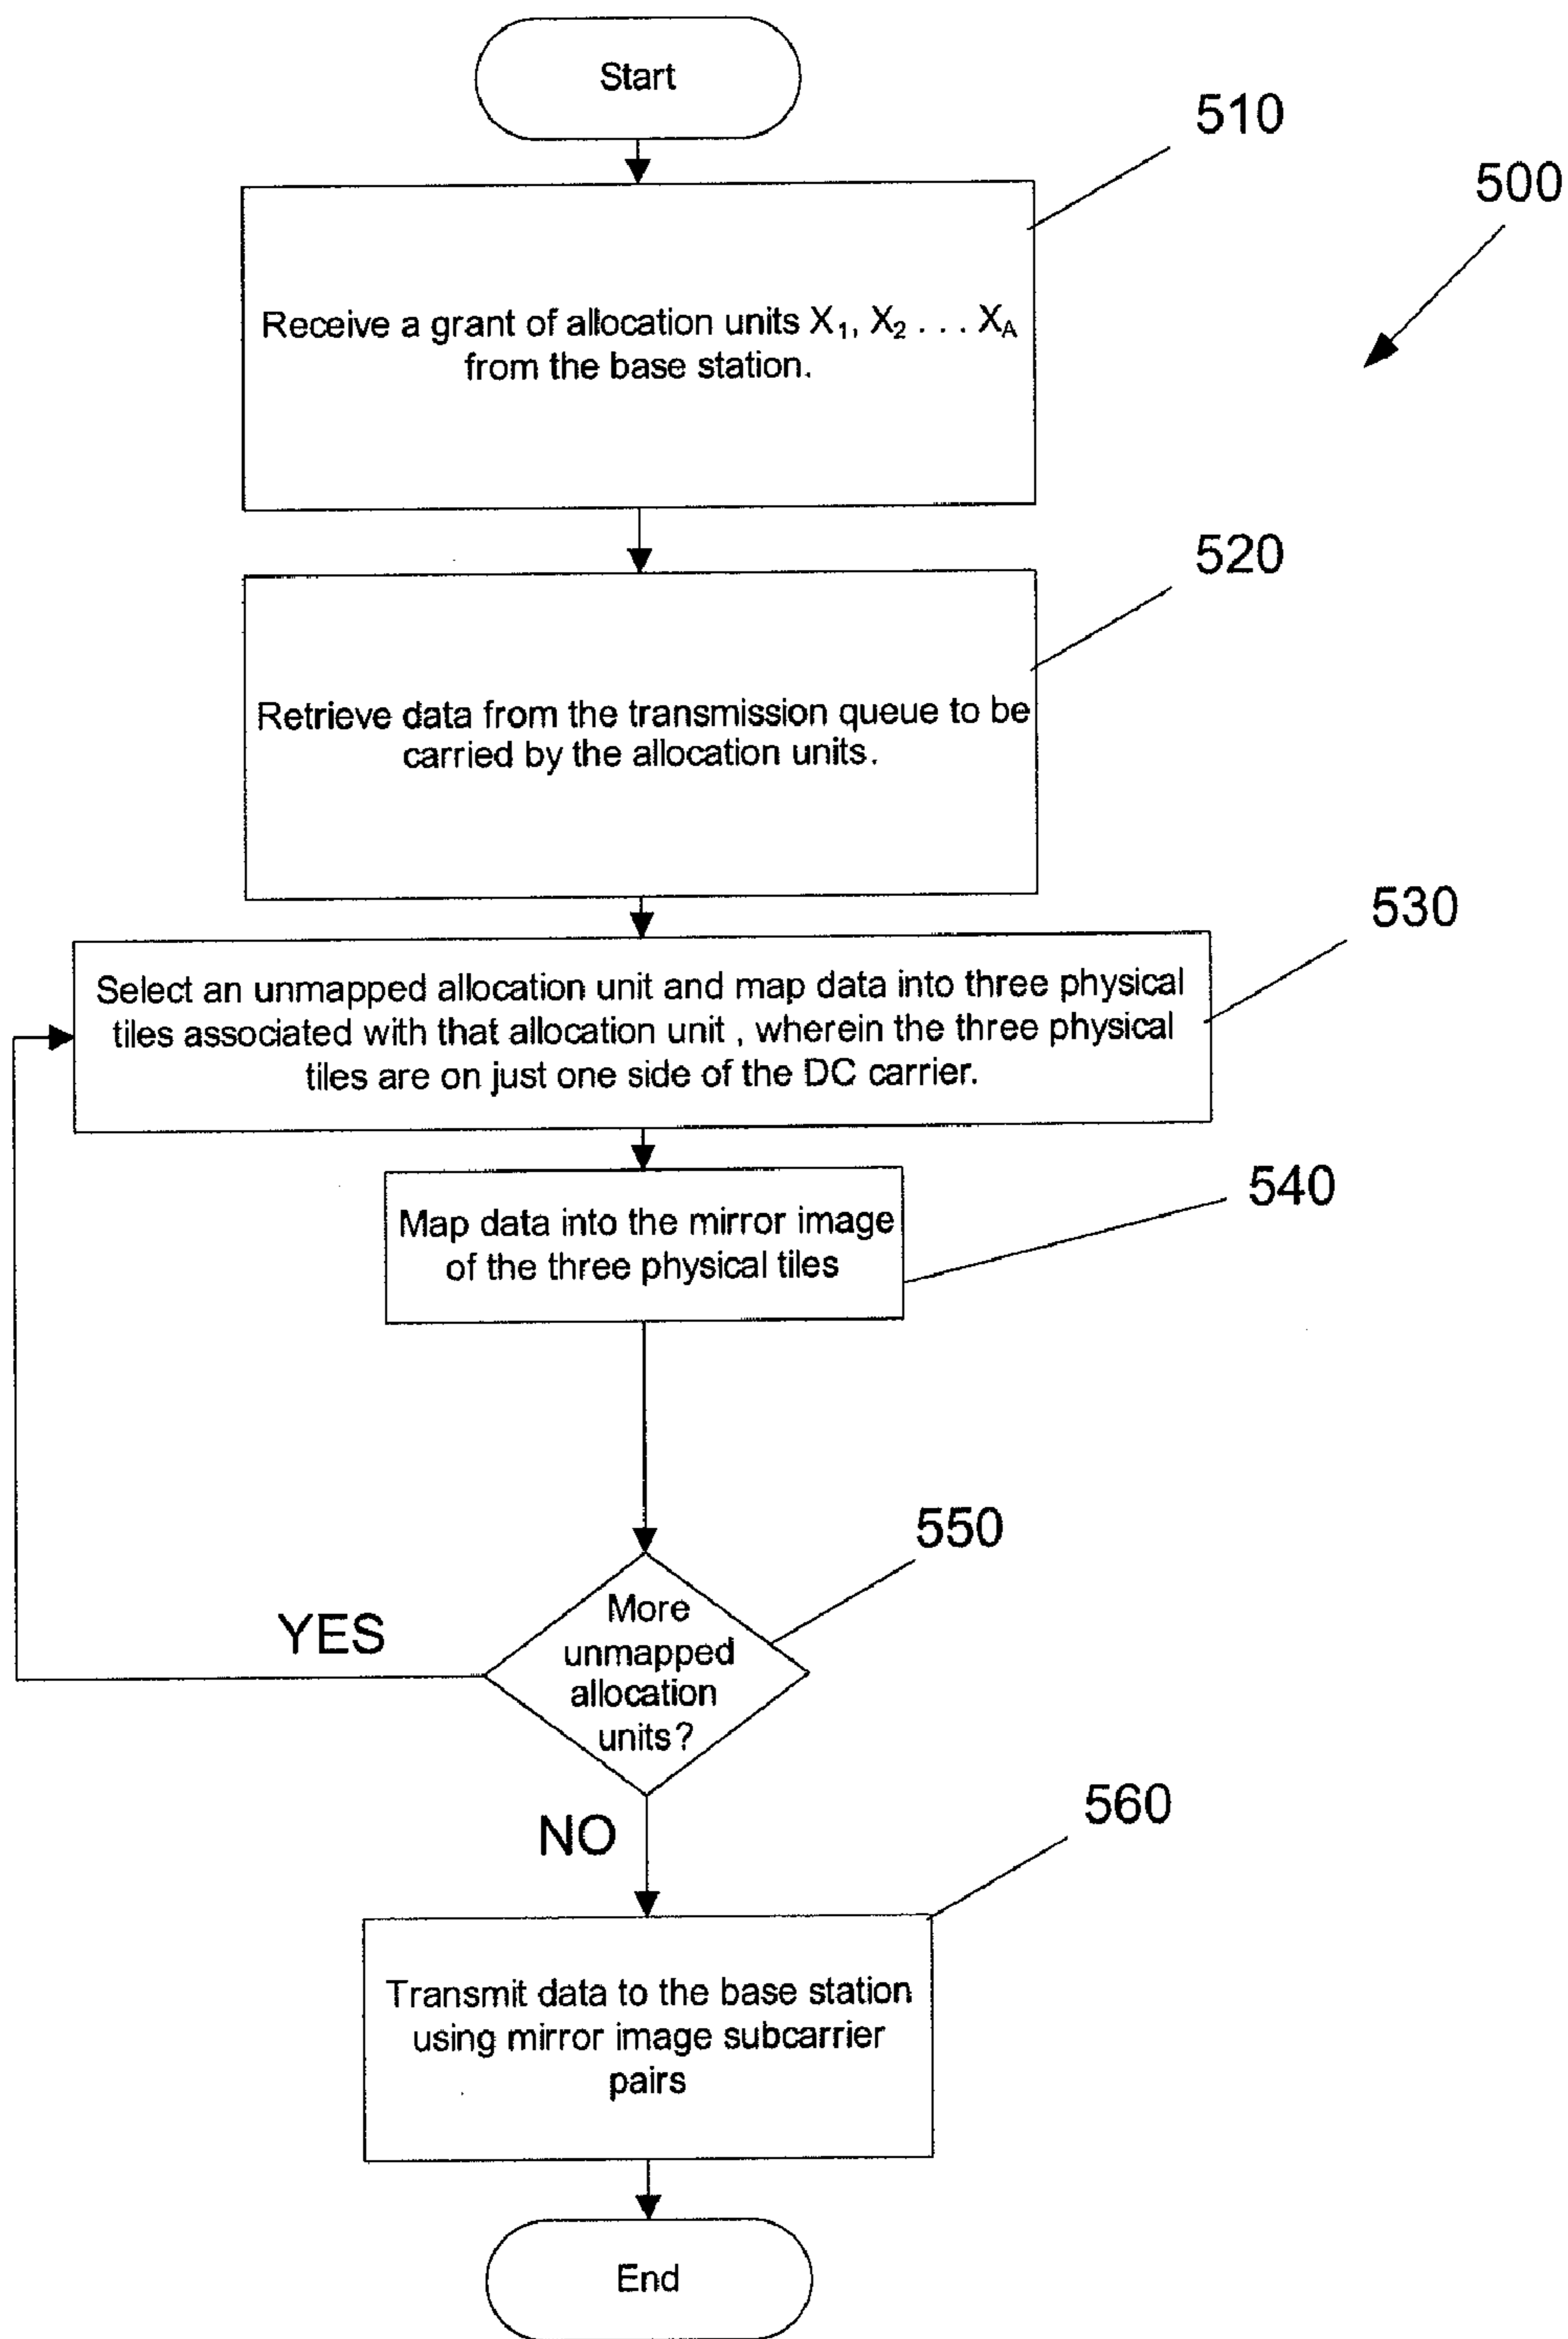 Start
510
500
Receive a grant of allocation units X₁, X₂ . . . X_A
from the base station.
520
Retrieve data from the transmission queue to be
carried by the allocation units.
530
Select an unmapped allocation unit and map data into three physical
tiles associated with that allocation unit , wherein the three physical
tiles are on just one side of the DC carrier.
540
Map data into the mirror image
of the three physical tiles
550
More
unmapped
allocation
units?
YES
NO
560
Transmit data to the base station
using mirror image subcarrier
pairs
End